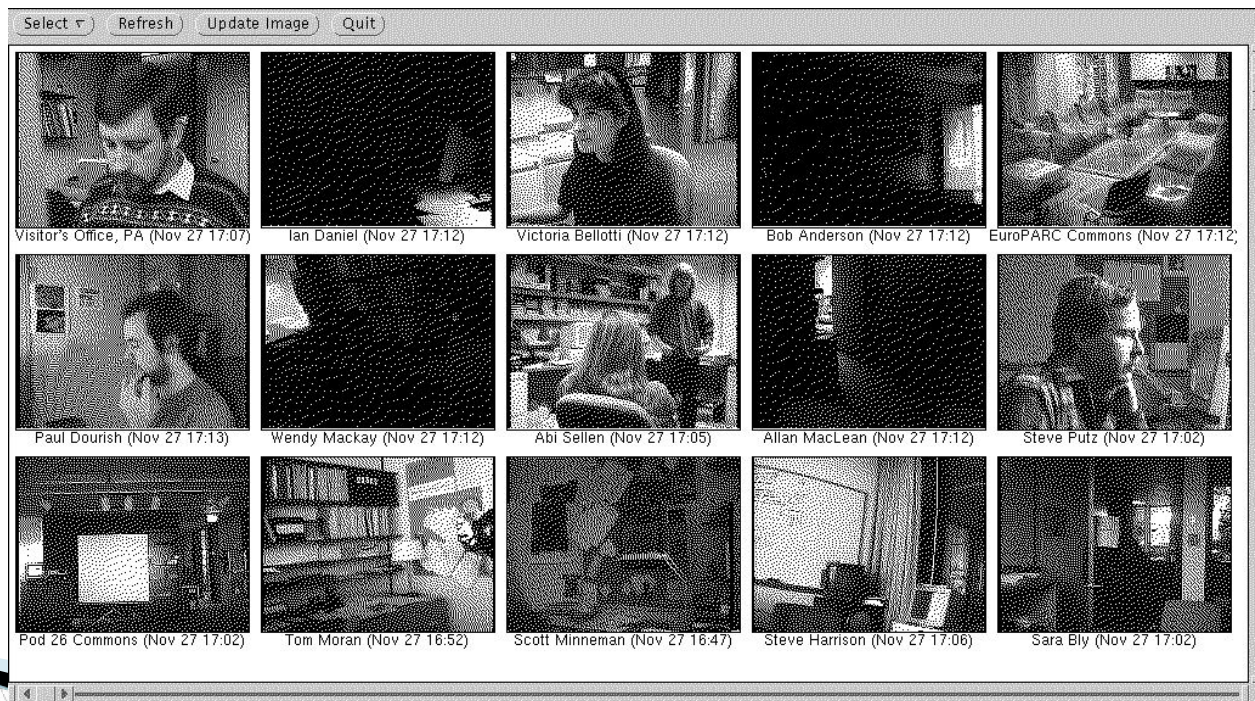 Select Refresh Update Image Quit
Visitor's Office, PA (Nov 27 17:07) Ian Daniel (Nov 27 17:12) Victoria Bellotti (Nov 27 17:12) Bob Anderson (Nov 27 17:12) EuroPARC Commons (Nov 27 17:12)
Paul Dourish (Nov 27 17:13) Wendy Mackay (Nov 27 17:12) Abi Sellen (Nov 27 17:05) Allan MacLean (Nov 27 17:12) Steve Putz (Nov 27 17:02)
Pod 26 Commons (Nov 27 17:02) Tom Moran (Nov 27 16:52) Scott Minneman (Nov 27 16:47) Steve Harrison (Nov 27 17:06) Sara Bly (Nov 27 17:02)